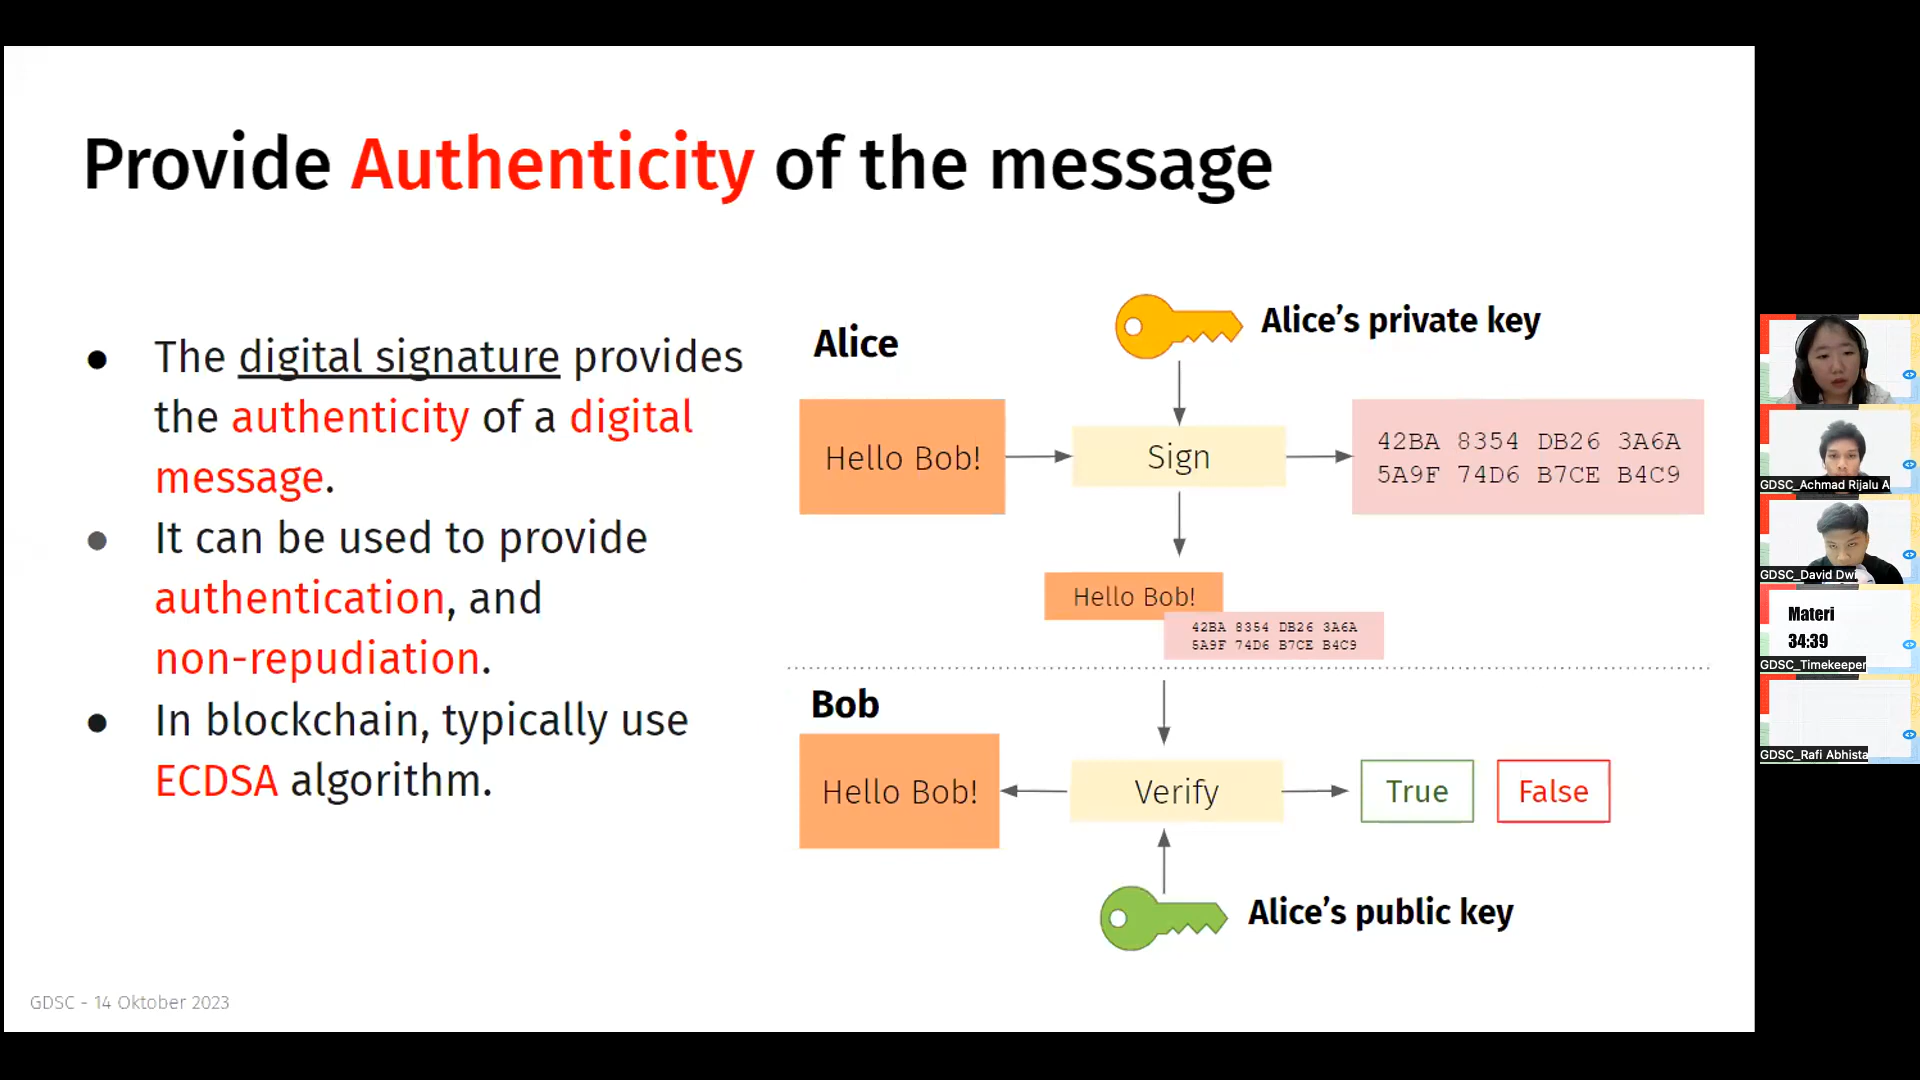 Provide Authenticity of the message
● The digital signature provides
the authenticity of a digital
message.
● It can be used to provide
authentication, and
non-repudiation.
● In blockchain, typically use
ECDSA algorithm.
Alice
Alice’s private key
Hello Bob!
Sign
42BA 8354 DB26 3A6A
5A9F 74D6 B7CE B4C9
Hello Bob!
42BA 8354 DB26 3A6A
5A9F 74D6 B7CE B4C9
Bob
Hello Bob!
Verify
True
False
Alice’s public key
GDSC - 14 Oktober 2023
GDSC_Achmad Rijalu A
GDSC_David Dwi
Materi
34:39
GDSC_Timekeeper
GDSC_Rafi Abhista